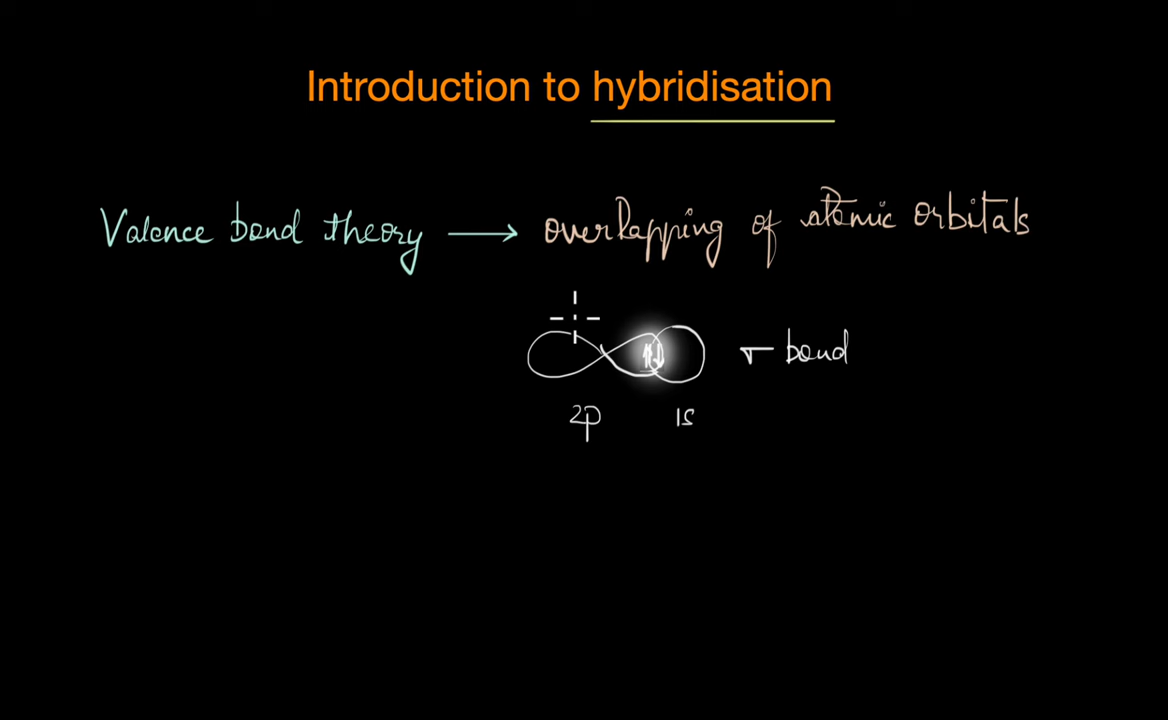 Introduction to hybridisation
Valence bond theory ⟶ overlapping of atomic orbitals
σ bond
2p 1s